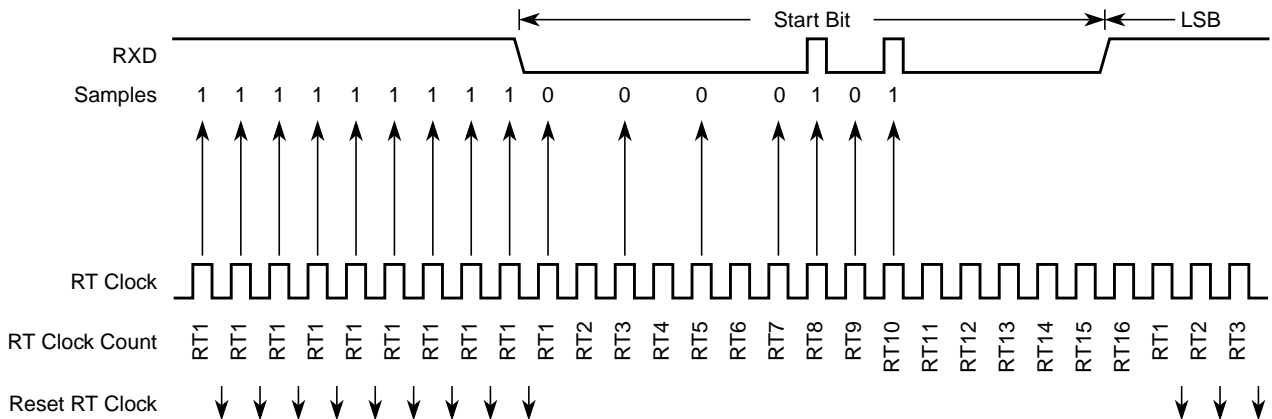 Start Bit LSB
RXD
Samples 1 1 1 1 1 1 1 1 1 0 0 0 0 1 0 1
RT Clock
RT Clock Count RT1 RT1 RT1 RT1 RT1 RT1 RT1 RT1 RT1 RT1 RT2 RT3 RT4 RT5 RT6 RT7 RT8 RT9 RT10 RT11 RT12 RT13 RT14 RT15 RT16 RT1 RT2 RT3
Reset RT Clock